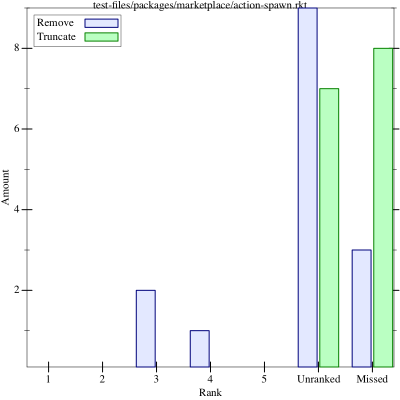 test-files/packages/marketplace/action-spawn.rkt
Remove
Truncate
8
6
4
2
Amount
1 2 3 4 5 Unranked Missed
Rank